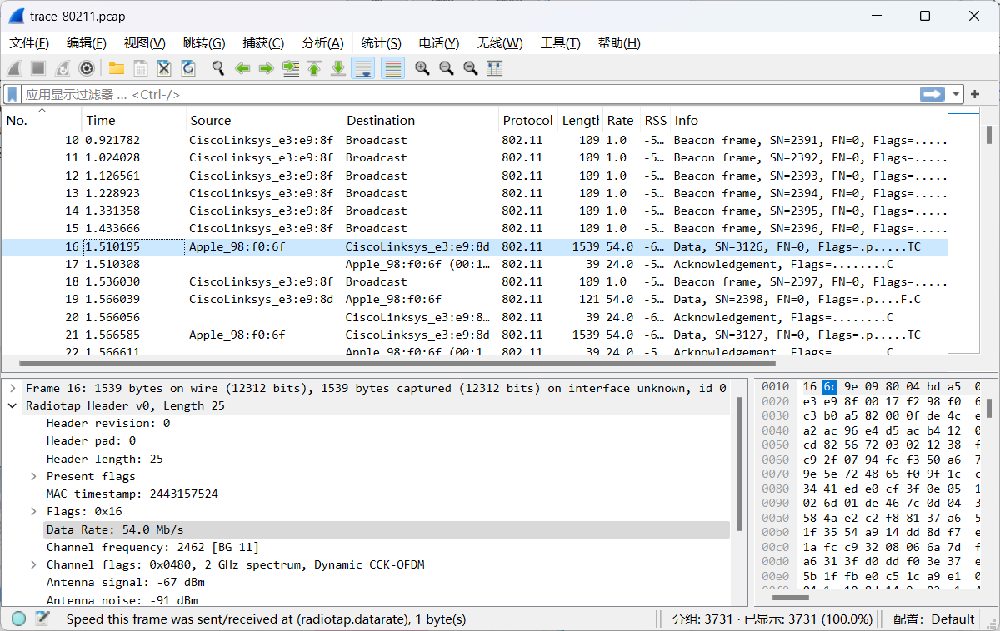 trace-80211.pcap
文件(F) 编辑(E) 视图(V) 跳转(G) 捕获(C) 分析(A) 统计(S) 电话(Y) 无线(W) 工具(T) 帮助(H)
应用显示过滤器 ... <Ctrl-/>
No. Time Source Destination Protocol Length Rate RSS Info
10 0.921782 CiscoLinksys_e3:e9:8f Broadcast 802.11 109 1.0 -5… Beacon frame, SN=2391, FN=0, Flags=.....
11 1.024028 CiscoLinksys_e3:e9:8f Broadcast 802.11 109 1.0 -5… Beacon frame, SN=2392, FN=0, Flags=.....
12 1.126561 CiscoLinksys_e3:e9:8f Broadcast 802.11 109 1.0 -5… Beacon frame, SN=2393, FN=0, Flags=.....
13 1.228923 CiscoLinksys_e3:e9:8f Broadcast 802.11 109 1.0 -5… Beacon frame, SN=2394, FN=0, Flags=.....
14 1.331358 CiscoLinksys_e3:e9:8f Broadcast 802.11 109 1.0 -5… Beacon frame, SN=2395, FN=0, Flags=.....
15 1.433666 CiscoLinksys_e3:e9:8f Broadcast 802.11 109 1.0 -5… Beacon frame, SN=2396, FN=0, Flags=.....
16 1.510195 Apple_98:f0:6f CiscoLinksys_e3:e9:8d 802.11 1539 54.0 -6… Data, SN=3126, FN=0, Flags=.p.....TC
17 1.510308 Apple_98:f0:6f (00:1… 802.11 39 24.0 -5… Acknowledgement, Flags=........C
18 1.536030 CiscoLinksys_e3:e9:8f Broadcast 802.11 109 1.0 -5… Beacon frame, SN=2397, FN=0, Flags=.....
19 1.566039 CiscoLinksys_e3:e9:8d Apple_98:f0:6f 802.11 121 54.0 -5… Data, SN=2398, FN=0, Flags=.p....F.C
20 1.566056 CiscoLinksys_e3:e9:8… 802.11 39 24.0 -6… Acknowledgement, Flags=........C
21 1.566585 Apple_98:f0:6f CiscoLinksys_e3:e9:8d 802.11 1539 54.0 -6… Data, SN=3127, FN=0, Flags=.p.....TC
22 1.566611 Apple_98:f0:6f (00:1 802.11 39 24.0 -5 Acknowledgement, Flags= C
Frame 16: 1539 bytes on wire (12312 bits), 1539 bytes captured (12312 bits) on interface unknown, id 0
Radiotap Header v0, Length 25
Header revision: 0
Header pad: 0
Header length: 25
Present flags
MAC timestamp: 2443157524
Flags: 0x16
Data Rate: 54.0 Mb/s
Channel frequency: 2462 [BG 11]
Channel flags: 0x0480, 2 GHz spectrum, Dynamic CCK-OFDM
Antenna signal: -67 dBm
Antenna noise: -91 dBm
0010 16 6c 9e 09 80 04 bd a5
0020 e3 e9 8f 00 17 f2 98 f0
0030 c3 b0 a5 82 00 0f de 4c
0040 a2 ac 96 e4 d5 ac b4 12
0050 cd 82 56 72 03 02 12 38
0060 c9 2f 07 94 fc f3 50 a6
0070 9e 5e 72 48 65 f0 9f 1c
0080 34 41 ed e0 cf 3f 0e 05
0090 02 6d 01 de 46 7c 0d 04
00a0 58 4a e2 c2 f8 81 37 a6
00b0 1f 35 54 a9 14 dd 8d f7
00c0 1a fc c9 32 08 06 6a 7d
00d0 a6 31 3f d0 dd f0 3e 37
00e0 5b 1f fb e0 c5 1c a9 e1
Speed this frame was sent/received at (radiotap.datarate), 1 byte(s)
分组: 3731 · 已显示: 3731 (100.0%)
配置: Default